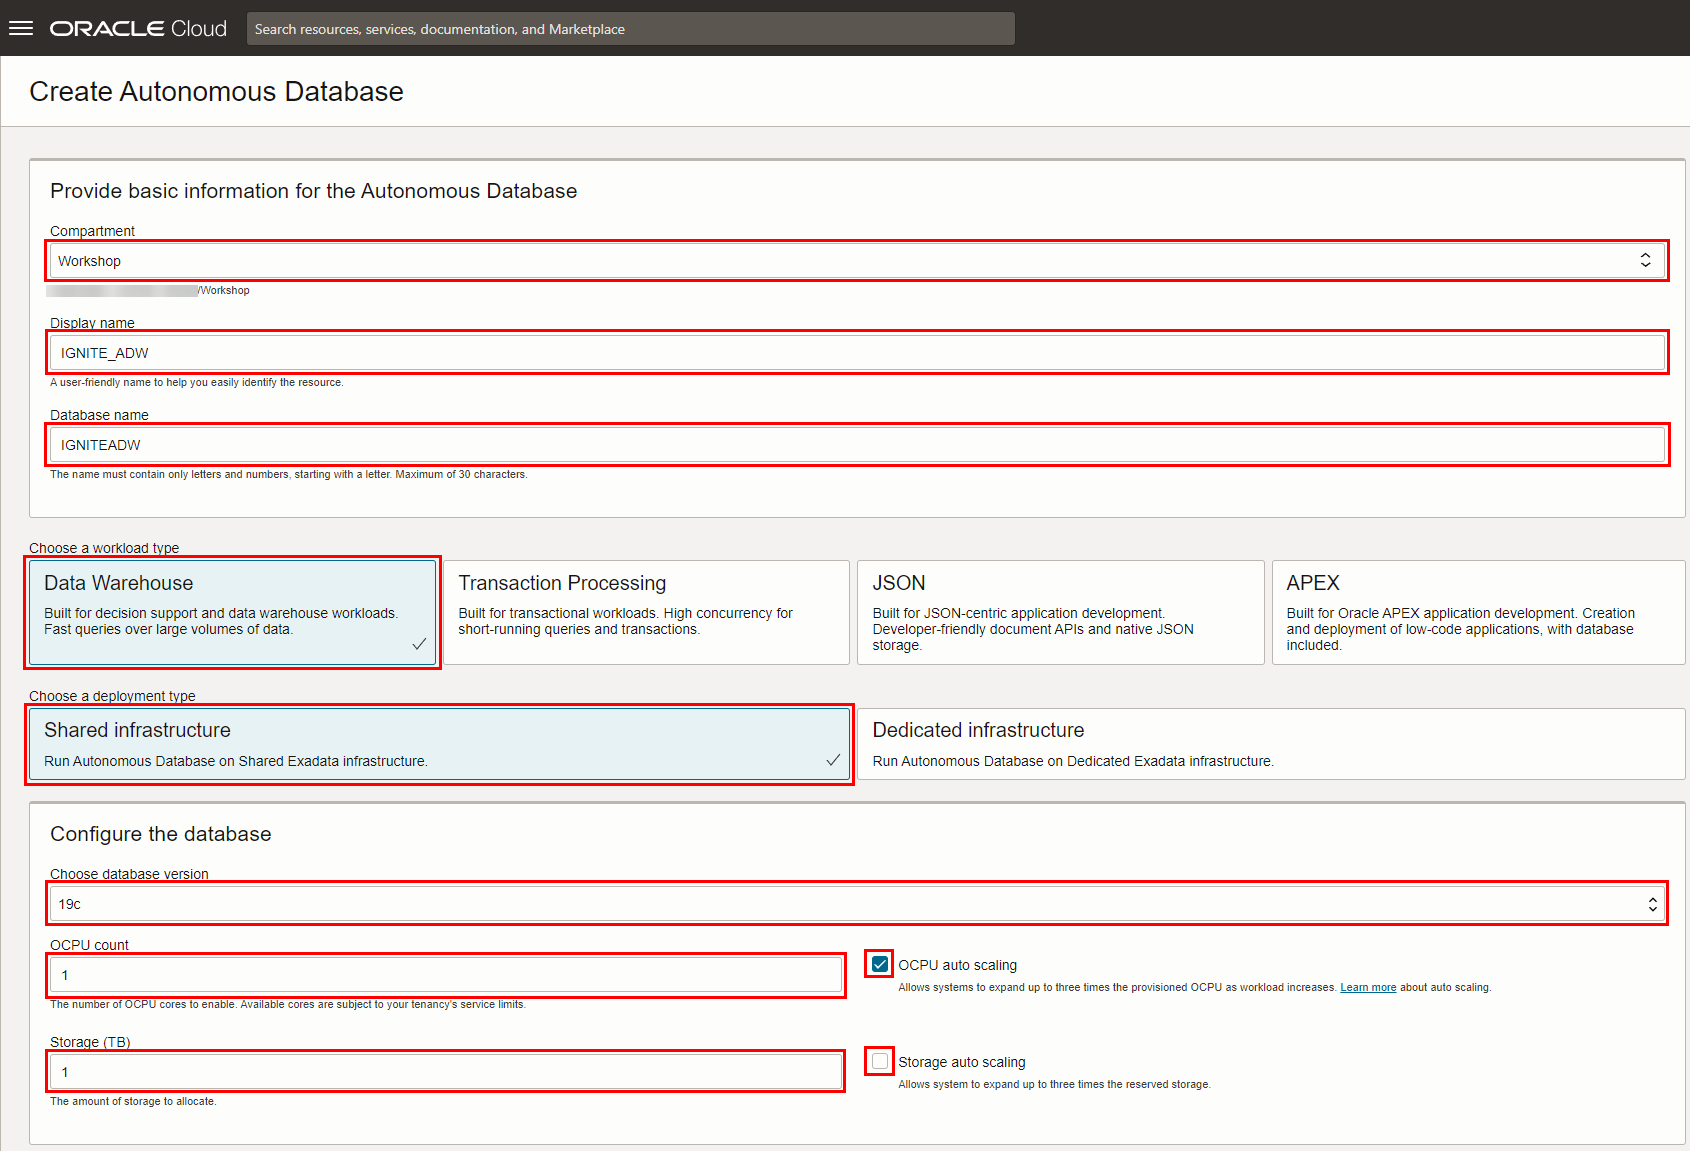 ORACLE Cloud
Search resources, services, documentation, and Marketplace
Create Autonomous Database
Provide basic information for the Autonomous Database
Compartment
Workshop
/Workshop
Display name
IGNITE_ADW
A user-friendly name to help you easily identify the resource.
Database name
IGNITEADW
The name must contain only letters and numbers, starting with a letter. Maximum of 30 characters.
Choose a workload type
Data Warehouse
Built for decision support and data warehouse workloads.
Fast queries over large volumes of data.
Transaction Processing
Built for transactional workloads. High concurrency for
short-running queries and transactions.
JSON
Built for JSON-centric application development.
Developer-friendly document APIs and native JSON
storage.
APEX
Built for Oracle APEX application development. Creation
and deployment of low-code applications, with database
included.
Choose a deployment type
Shared infrastructure
Run Autonomous Database on Shared Exadata infrastructure.
Dedicated infrastructure
Run Autonomous Database on Dedicated Exadata infrastructure.
Configure the database
Choose database version
19c
OCPU count
1
The number of OCPU cores to enable. Available cores are subject to your tenancy's service limits.
OCPU auto scaling
Allows systems to expand up to three times the provisioned OCPU as workload increases. Learn more about auto scaling.
Storage (TB)
1
The amount of storage to allocate.
Storage auto scaling
Allows system to expand up to three times the reserved storage.